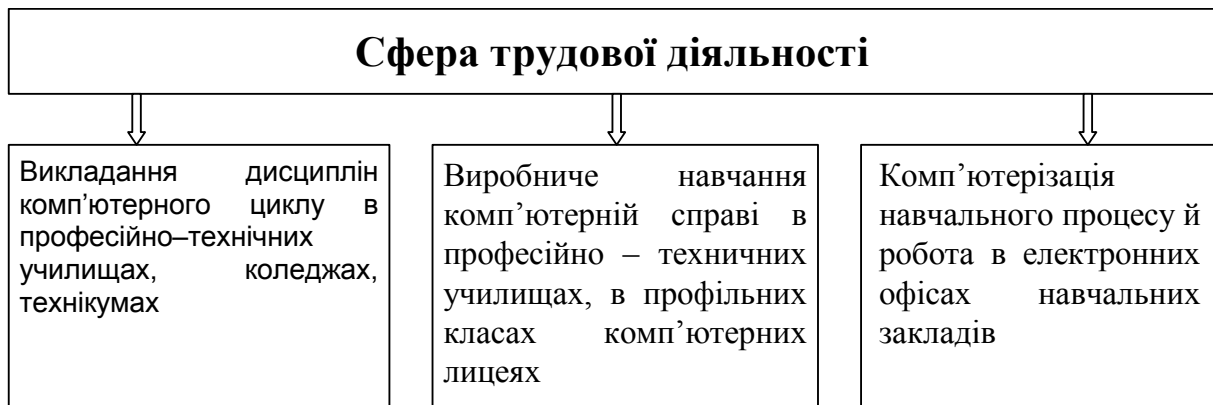 Сфера трудової діяльності
Викладання дисциплін
комп’ютерного циклу в
професійно–технічних
училищах, коледжах,
технікумах
Виробниче навчання
комп’ютерній справі в
професійно – техничних
училищах, в профільних
класах комп’ютерних
лицеях
Комп’ютерізація
навчального процесу й
робота в електронних
офісах навчальних
закладів